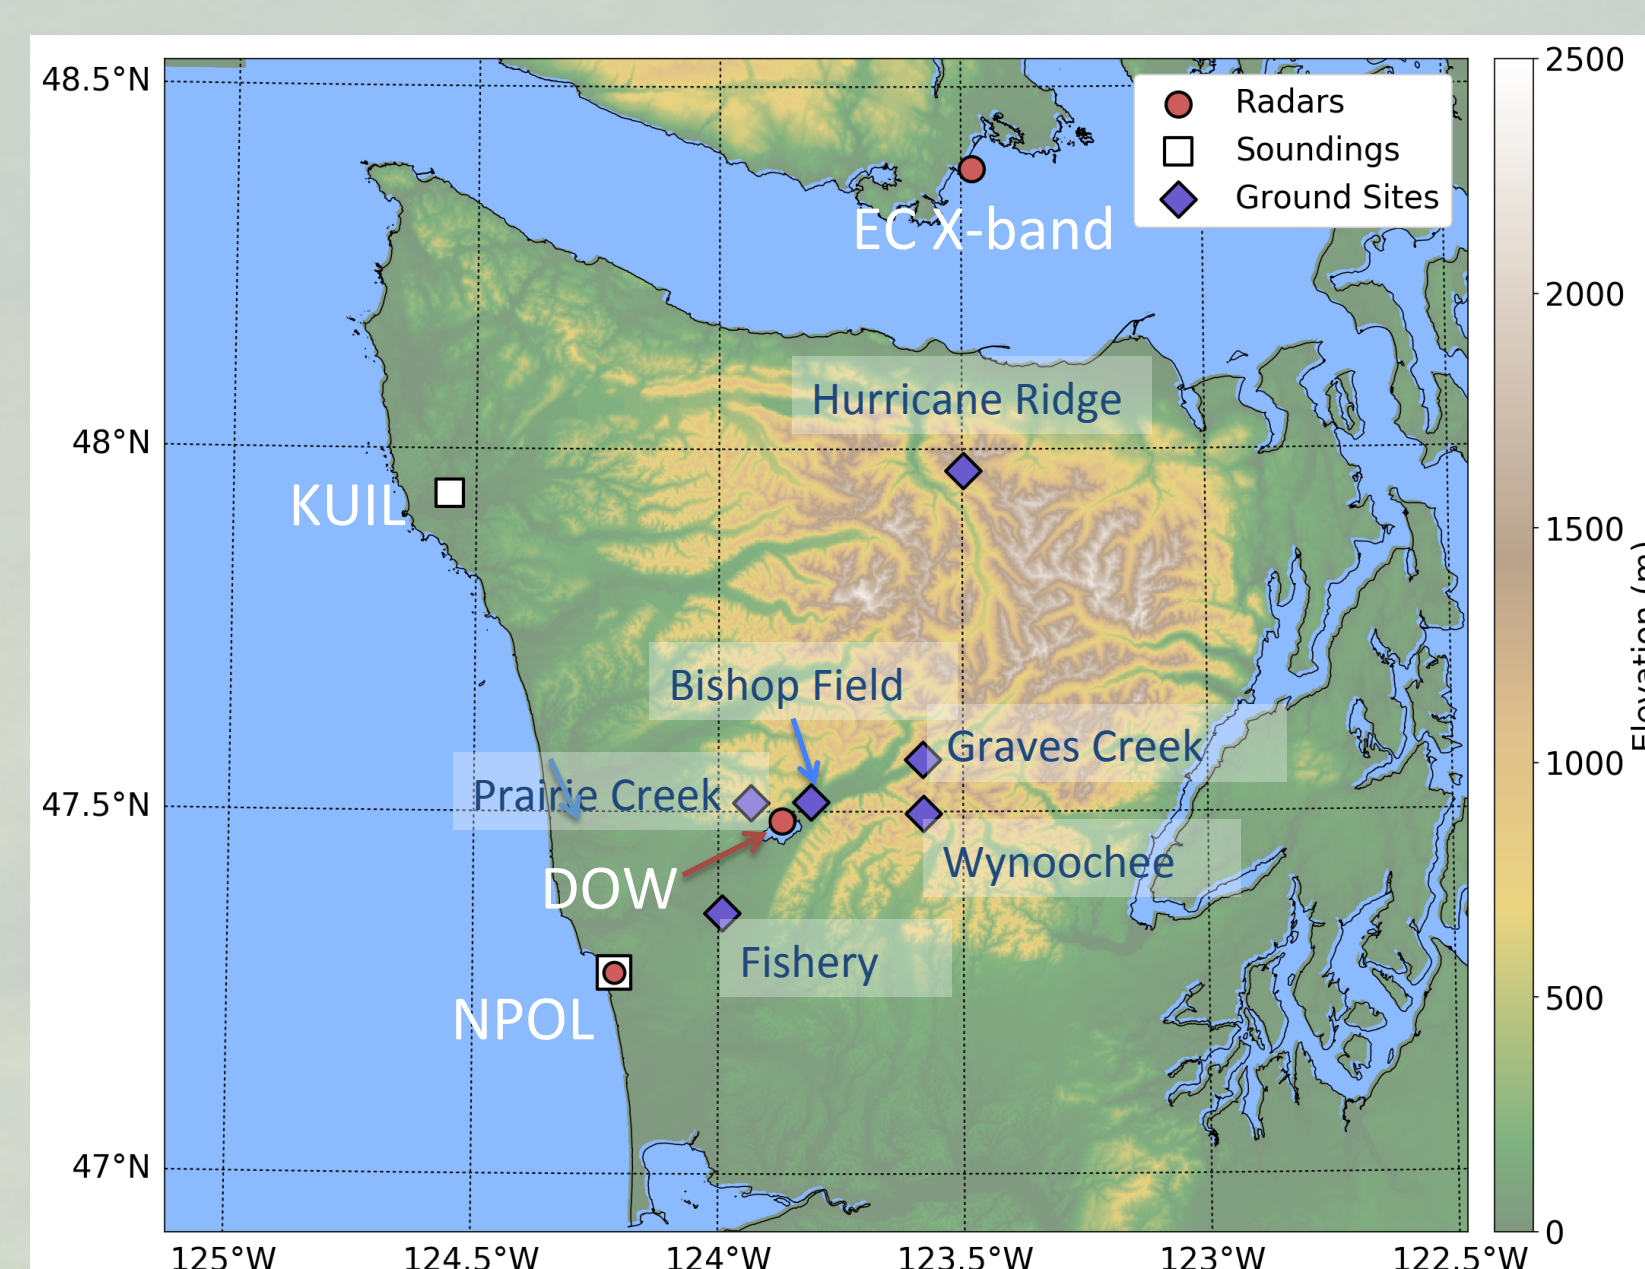 48.5°N
48°N
47.5°N
47°N
125°W
124.5°W
124°W
123.5°W
123°W
122.5°W
Radars
Soundings
Ground Sites
EC X-band
Hurricane Ridge
KUIL
Bishop Field
Graves Creek
Prairie Creek
Wynoochee
DOW
Fishery
NPOL
2500
2000
1500
1000
500
0
Elevation (m)